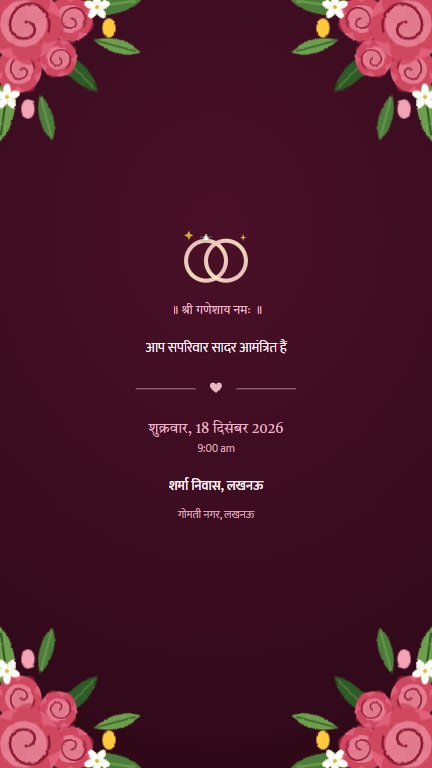 ॥ श्री गणेशाय नमः ॥
आप सपरिवार सादर आमंत्रित हैं
शुक्रवार, 18 दिसंबर 2026
9:00 am
शर्मा निवास, लखनऊ
गोमती नगर, लखनऊ